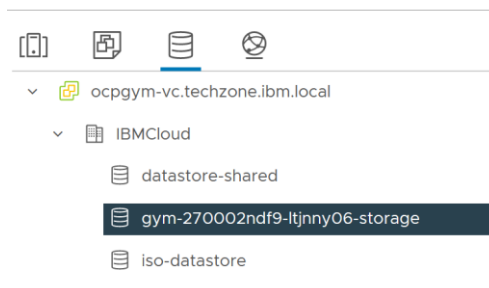 ocpgym-vc.techzone.ibm.local
IBMCloud
datastore-shared
gym-270002ndf9-ltjnny06-storage
iso-datastore